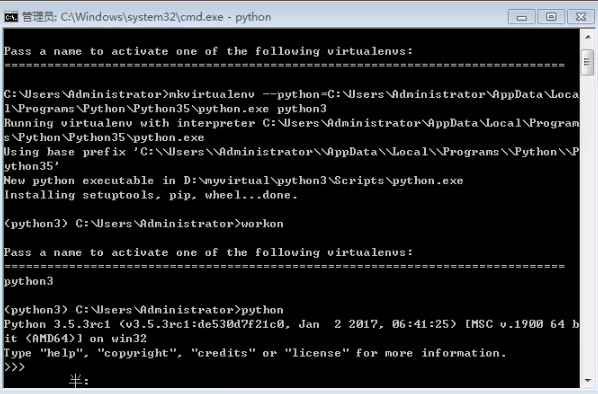 管理员: C:\Windows\system32\cmd.exe - python
Pass a name to activate one of the following virtualenvs:
==============================================================================
C:\Users\Administrator>mkvirtualenv --python=C:\Users\Administrator\AppData\Loca
l\Programs\Python\Python35\python.exe python3
Running virtualenv with interpreter C:\Users\Administrator\AppData\Local\Program
s\Python\Python35\python.exe
Using base prefix 'C:\\Users\\Administrator\\AppData\\Local\\Programs\\Python\\P
ython35'
New python executable in D:\myvirtual\python3\Scripts\python.exe
Installing setuptools, pip, wheel...done.
(python3) C:\Users\Administrator>workon
Pass a name to activate one of the following virtualenvs:
==============================================================================
python3
(python3) C:\Users\Administrator>python
Python 3.5.3rc1 (v3.5.3rc1:de530d7f21c0, Jan  2 2017, 06:41:25) [MSC v.1900 64 b
it (AMD64)] on win32
Type "help", "copyright", "credits" or "license" for more information.
>>>
半: